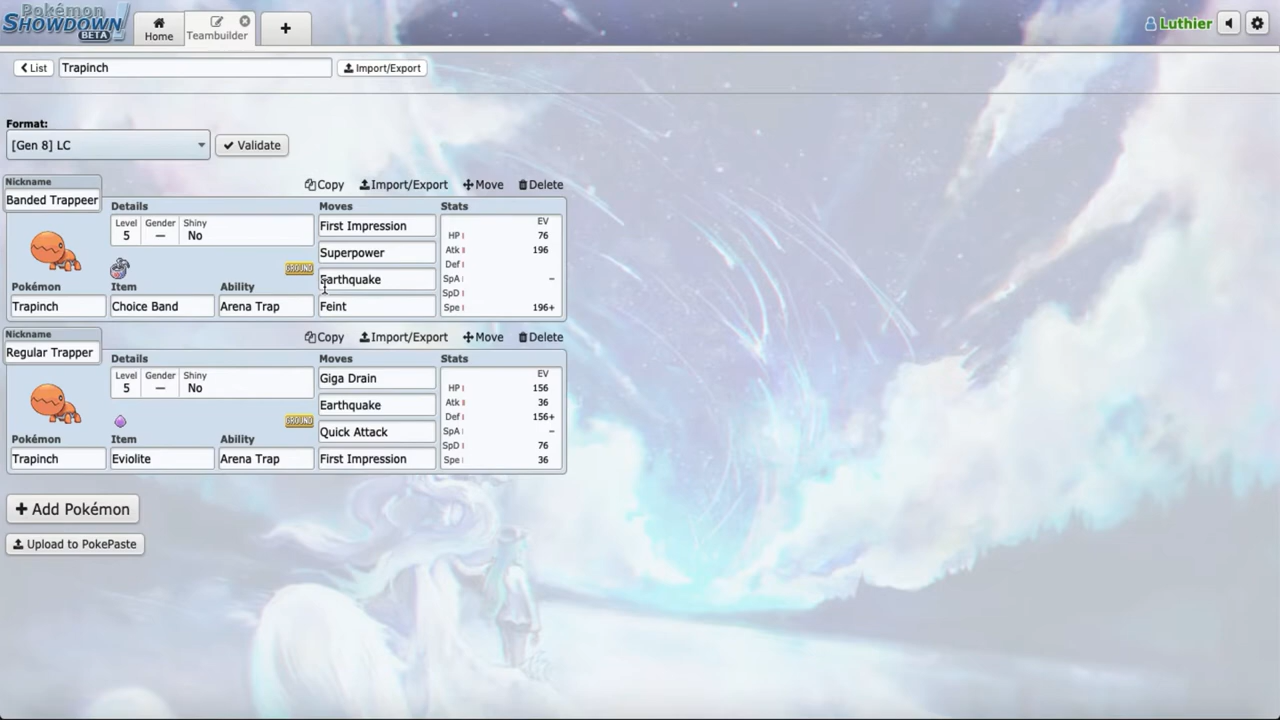 Pokémon
SHOWDOWN!
BETA
Home
Teambuilder
Luthier
List
Trapinch
Import/Export
Format:
[Gen 8] LC
Validate
Copy Import/Export Move Delete
Nickname
Banded Trappeer
Details Moves Stats
Level Gender Shiny
5 — No
First Impression
Superpower
Earthquake
Feint
EV
HP 76
Atk 196
Def
SpA –
SpD
Spe 196+
GROUND
Pokémon Item Ability
Trapinch Choice Band Arena Trap
Copy Import/Export Move Delete
Nickname
Regular Trapper
Details Moves Stats
Level Gender Shiny
5 — No
Giga Drain
Earthquake
Quick Attack
First Impression
EV
HP 156
Atk 36
Def 156+
SpA –
SpD 76
Spe 36
GROUND
Pokémon Item Ability
Trapinch Eviolite Arena Trap
+ Add Pokémon
Upload to PokePaste